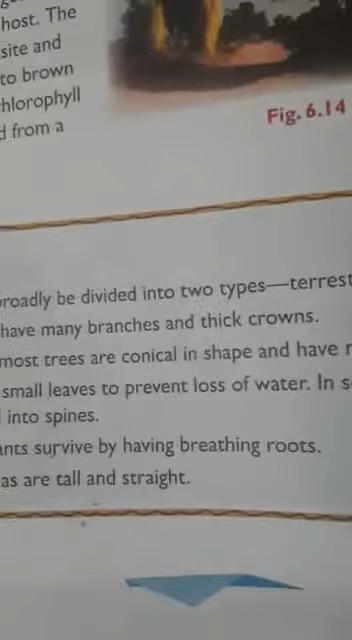 host. The
site and
to brown
hlorophyll
d from a
Fig. 6.14
broadly be divided into two types—terrest
have many branches and thick crowns.
most trees are conical in shape and have
small leaves to prevent loss of water. In
into spines.
ants survive by having breathing roots.
as are tall and straight.